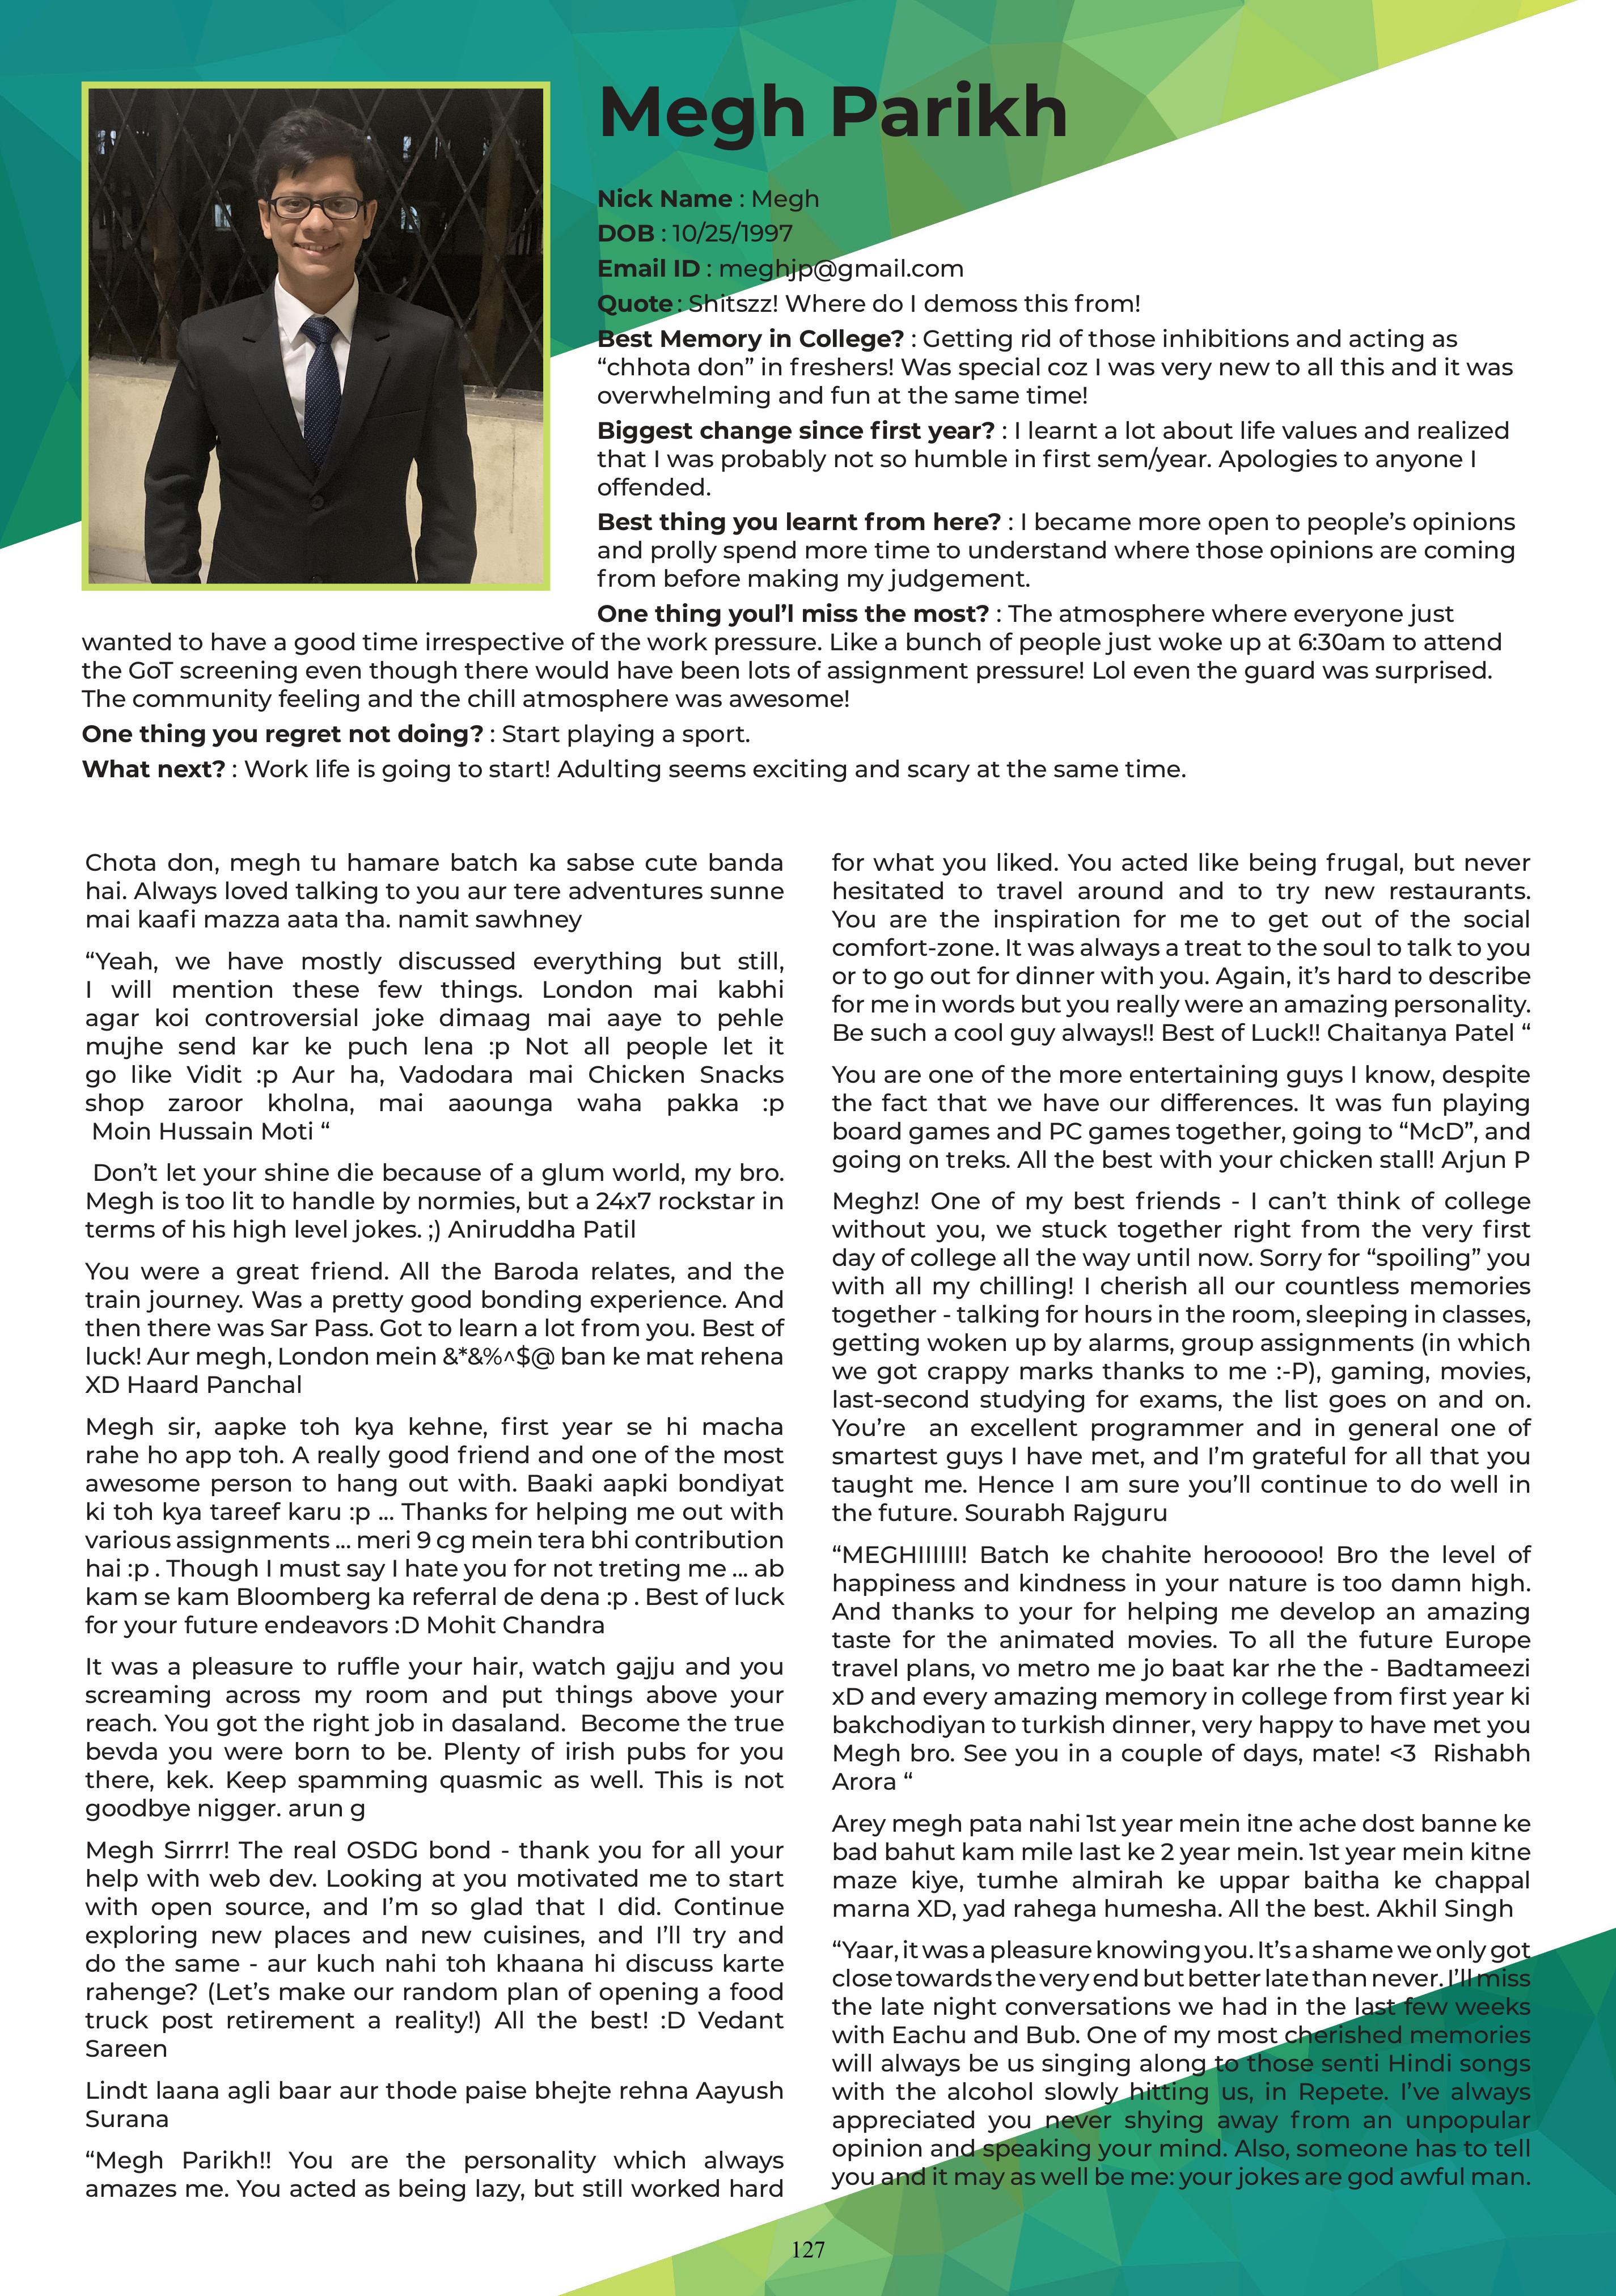 Megh Parikh
Nick Name : Megh
DOB : 10/25/1997
Email ID : meghjp@gmail.com
Quote : Shitszz! Where do I demoss this from!
Best Memory in College? : Getting rid of those inhibitions and acting as
“chhota don” in freshers! Was special coz I was very new to all this and it was
overwhelming and fun at the same time!
Biggest change since first year? : I learnt a lot about life values and realized
that I was probably not so humble in first sem/year. Apologies to anyone I
offended.
Best thing you learnt from here? : I became more open to people’s opinions
and prolly spend more time to understand where those opinions are coming
from before making my judgement.
One thing youl’l miss the most? : The atmosphere where everyone just
wanted to have a good time irrespective of the work pressure. Like a bunch of people just woke up at 6:30am to attend
the GoT screening even though there would have been lots of assignment pressure! Lol even the guard was surprised.
The community feeling and the chill atmosphere was awesome!
One thing you regret not doing? : Start playing a sport.
What next? : Work life is going to start! Adulting seems exciting and scary at the same time.
Chota don, megh tu hamare batch ka sabse cute banda
hai. Always loved talking to you aur tere adventures sunne
mai kaafi mazza aata tha. namit sawhney
“Yeah, we have mostly discussed everything but still,
I will mention these few things. London mai kabhi
agar koi controversial joke dimaag mai aaye to pehle
mujhe send kar ke puch lena :p Not all people let it
go like Vidit :p Aur ha, Vadodara mai Chicken Snacks
shop zaroor kholna, mai aaounga waha pakka :p
Moin Hussain Moti “
Don’t let your shine die because of a glum world, my bro.
Megh is too lit to handle by normies, but a 24x7 rockstar in
terms of his high level jokes. ;) Aniruddha Patil
You were a great friend. All the Baroda relates, and the
train journey. Was a pretty good bonding experience. And
then there was Sar Pass. Got to learn a lot from you. Best of
luck! Aur megh, London mein &*&%^$@ ban ke mat rehena
XD Haard Panchal
Megh sir, aapke toh kya kehne, first year se hi macha
rahe ho app toh. A really good friend and one of the most
awesome person to hang out with. Baaki aapki bondiyat
ki toh kya tareef karu :p ... Thanks for helping me out with
various assignments ... meri 9 cg mein tera bhi contribution
hai :p . Though I must say I hate you for not treting me ... ab
kam se kam Bloomberg ka referral de dena :p . Best of luck
for your future endeavors :D Mohit Chandra
It was a pleasure to ruffle your hair, watch gajju and you
screaming across my room and put things above your
reach. You got the right job in dasaland. Become the true
bevda you were born to be. Plenty of irish pubs for you
there, kek. Keep spamming quasmic as well. This is not
goodbye nigger. arun g
Megh Sirrrr! The real OSDG bond - thank you for all your
help with web dev. Looking at you motivated me to start
with open source, and I’m so glad that I did. Continue
exploring new places and new cuisines, and I’ll try and
do the same - aur kuch nahi toh khaana hi discuss karte
rahenge? (Let’s make our random plan of opening a food
truck post retirement a reality!) All the best! :D Vedant
Sareen
Lindt laana agli baar aur thode paise bhejte rehna Aayush
Surana
“Megh Parikh!! You are the personality which always
amazes me. You acted as being lazy, but still worked hard
for what you liked. You acted like being frugal, but never
hesitated to travel around and to try new restaurants.
You are the inspiration for me to get out of the social
comfort-zone. It was always a treat to the soul to talk to you
or to go out for dinner with you. Again, it’s hard to describe
for me in words but you really were an amazing personality.
Be such a cool guy always!! Best of Luck!! Chaitanya Patel “
You are one of the more entertaining guys I know, despite
the fact that we have our differences. It was fun playing
board games and PC games together, going to “McD”, and
going on treks. All the best with your chicken stall! Arjun P
Meghz! One of my best friends - I can’t think of college
without you, we stuck together right from the very first
day of college all the way until now. Sorry for “spoiling” you
with all my chilling! I cherish all our countless memories
together - talking for hours in the room, sleeping in classes,
getting woken up by alarms, group assignments (in which
we got crappy marks thanks to me :-P), gaming, movies,
last-second studying for exams, the list goes on and on.
You’re an excellent programmer and in general one of
smartest guys I have met, and I’m grateful for all that you
taught me. Hence I am sure you’ll continue to do well in
the future. Sourabh Rajguru
“MEGHIIIIII! Batch ke chahite herooooo! Bro the level of
happiness and kindness in your nature is too damn high.
And thanks to your for helping me develop an amazing
taste for the animated movies. To all the future Europe
travel plans, vo metro me jo baat kar rhe the - Badtameezi
xD and every amazing memory in college from first year ki
bakchodiyan to turkish dinner, very happy to have met you
Megh bro. See you in a couple of days, mate! <3 Rishabh
Arora “
Arey megh pata nahi 1st year mein itne ache dost banne ke
bad bahut kam mile last ke 2 year mein. 1st year mein kitne
maze kiye, tumhe almirah ke uppar baitha ke chappal
marna XD, yad rahega humesha. All the best. Akhil Singh
“Yaar, it was a pleasure knowing you. It’s a shame we only got
close towards the very end but better late than never. I’ll miss
the late night conversations we had in the last few weeks
with Eachu and Bub. One of my most cherished memories
will always be us singing along to those senti Hindi songs
with the alcohol slowly hitting us, in Repete. I’ve always
appreciated you never shying away from an unpopular
opinion and speaking your mind. Also, someone has to tell
you and it may as well be me: your jokes are god awful man.
127